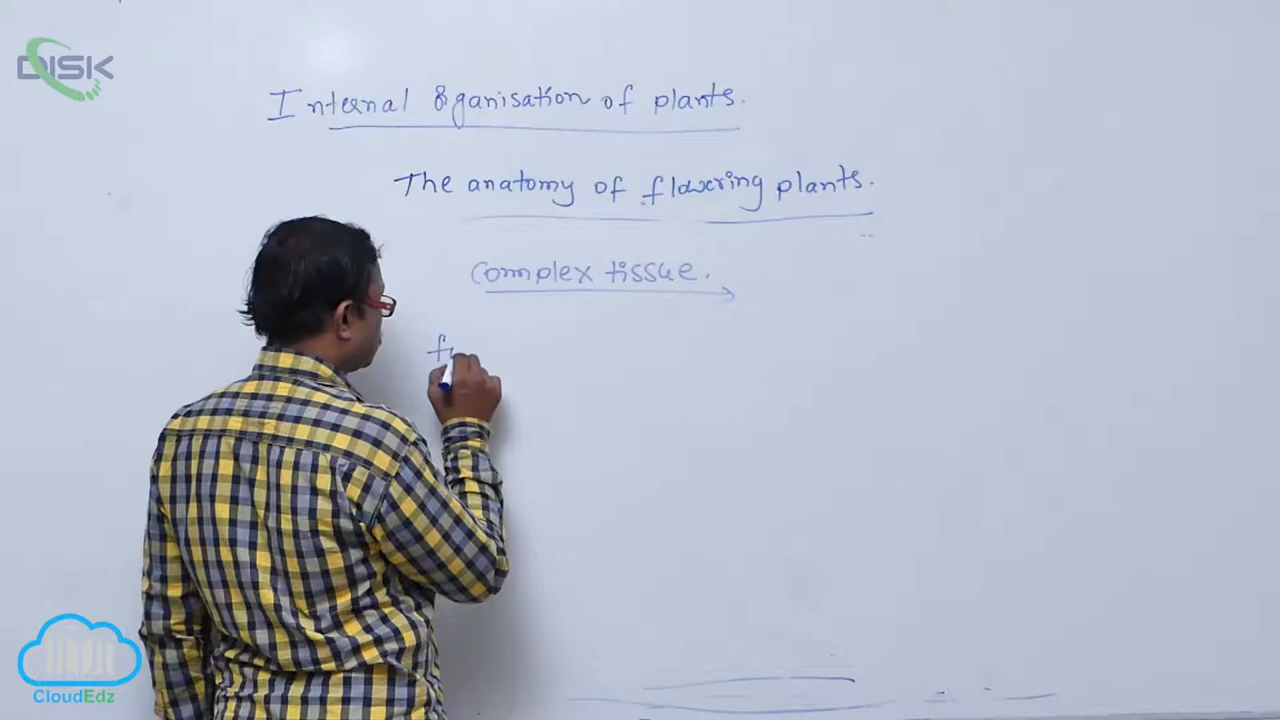 DISK
Internal organisation of plants.
The anatomy of flowering plants.
complex tissue.
CloudEdz